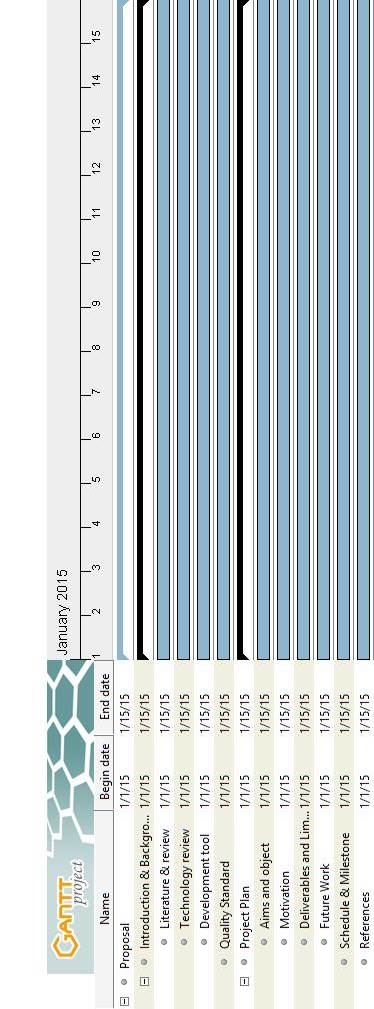 GANTT
project
January 2015
Name Begin date End date 1 2 3 4 5 6 7 8 9 10 11 12 13 14 15
Proposal 1/1/15 1/15/15
Introduction & Backgro... 1/1/15 1/15/15
Literature & review 1/1/15 1/15/15
Technology review 1/1/15 1/15/15
Development tool 1/1/15 1/15/15
Quality Standard 1/1/15 1/15/15
Project Plan 1/1/15 1/15/15
Aims and object 1/1/15 1/15/15
Motivation 1/1/15 1/15/15
Deliverables and Lim... 1/1/15 1/15/15
Future Work 1/1/15 1/15/15
Schedule & Milestone 1/1/15 1/15/15
References 1/1/15 1/15/15